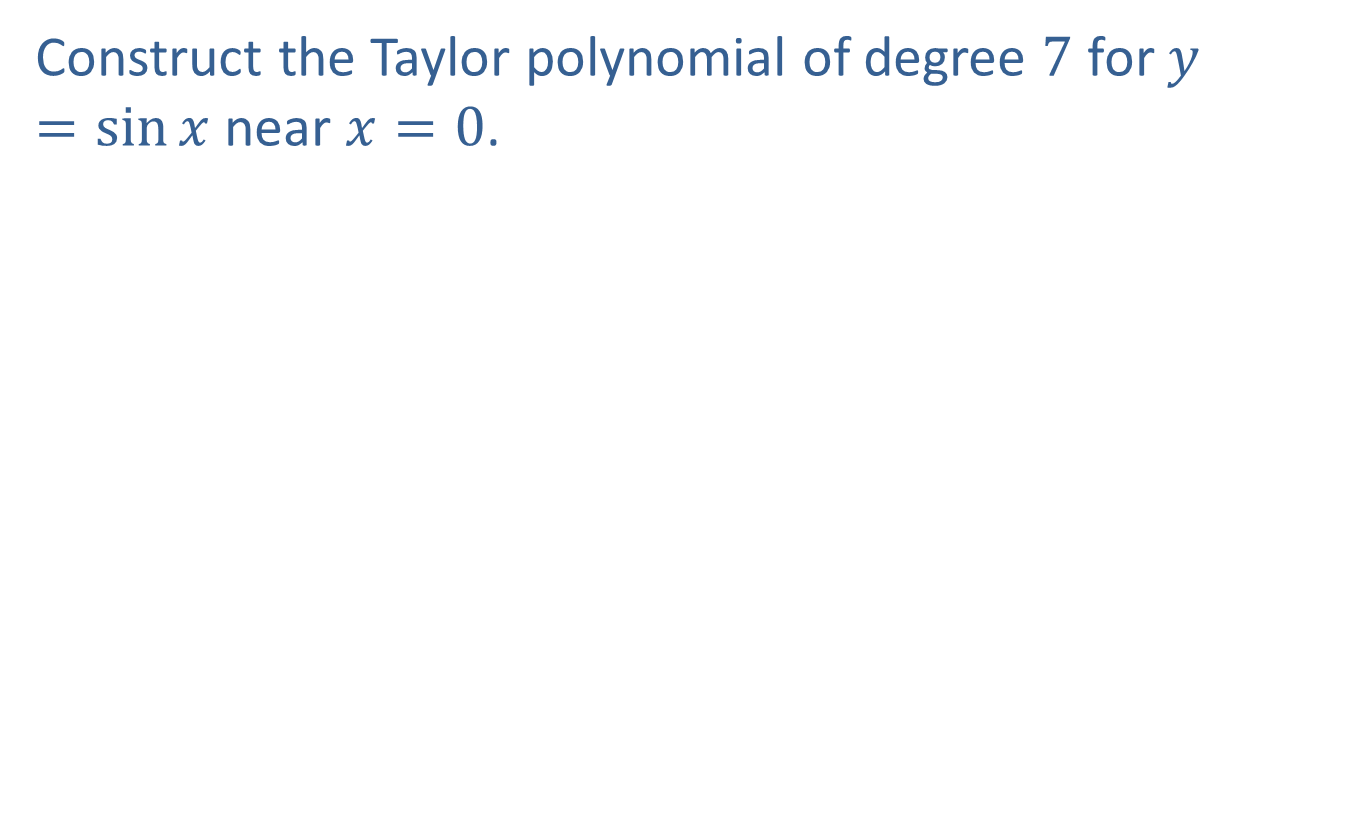 Construct the Taylor polynomial of degree 7 for y
= sin x near x = 0.